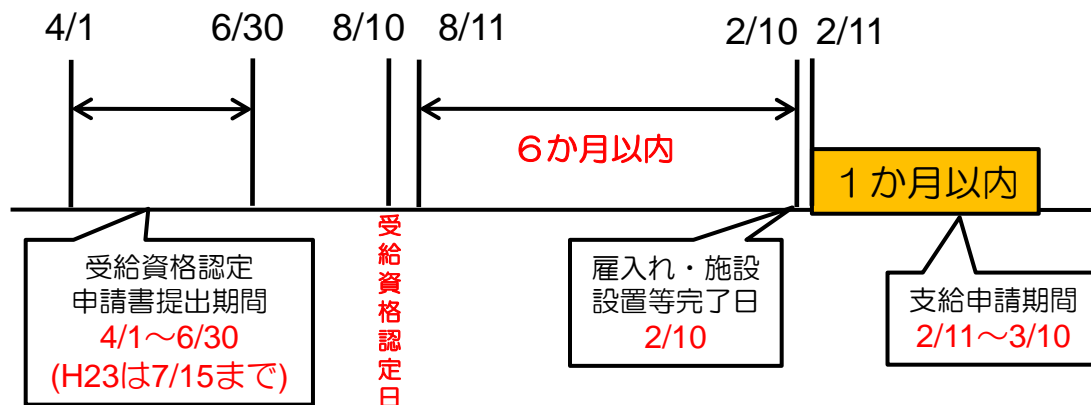 4/1
6/30
8/10
8/11
2/10
2/11
6か月以内
1か月以内
受給資格認定日
受給資格認定
申請書提出期間
4/1～6/30
(H23は7/15まで)
雇入れ・施設
設置等完了日
2/10
支給申請期間
2/11～3/10